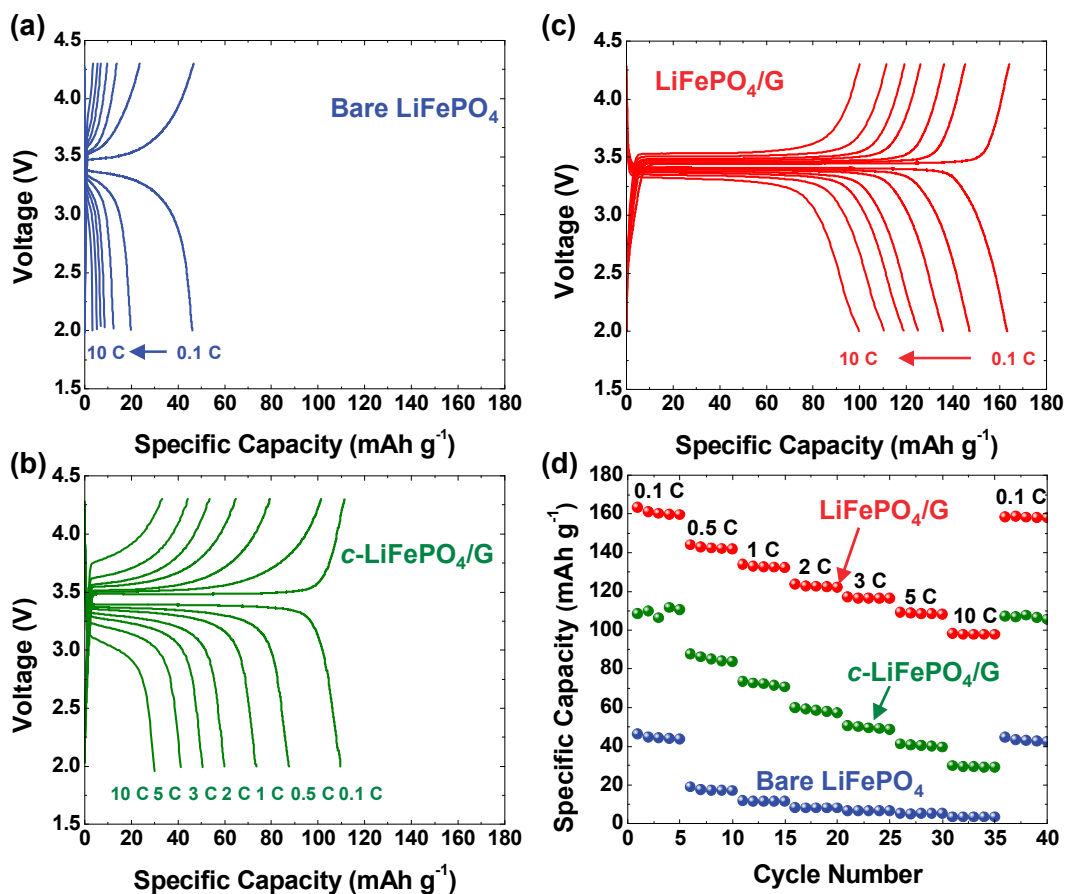 (a)
4.5
4.0
3.5
3.0
2.5
2.0
1.5
Voltage (V)
Bare LiFePO4
10 C
0.1 C
0 20 40 60 80 100 120 140 160 180
Specific Capacity (mAh g-1)
(c)
4.5
4.0
3.5
3.0
2.5
2.0
1.5
Voltage (V)
LiFePO4/G
10 C
0.1 C
0 20 40 60 80 100 120 140 160 180
Specific Capacity (mAh g-1)
(b)
4.5
4.0
3.5
3.0
2.5
2.0
1.5
Voltage (V)
c-LiFePO4/G
10 C 5 C 3 C 2 C 1 C 0.5 C 0.1 C
0 20 40 60 80 100 120 140 160 180
Specific Capacity (mAh g-1)
(d)
180
160
140
120
100
80
60
40
20
0
Specific Capacity (mAh g-1)
0.1 C
0.5 C
1 C
2 C
3 C
5 C
10 C
0.1 C
LiFePO4/G
c-LiFePO4/G
Bare LiFePO4
0 5 10 15 20 25 30 35 40
Cycle Number